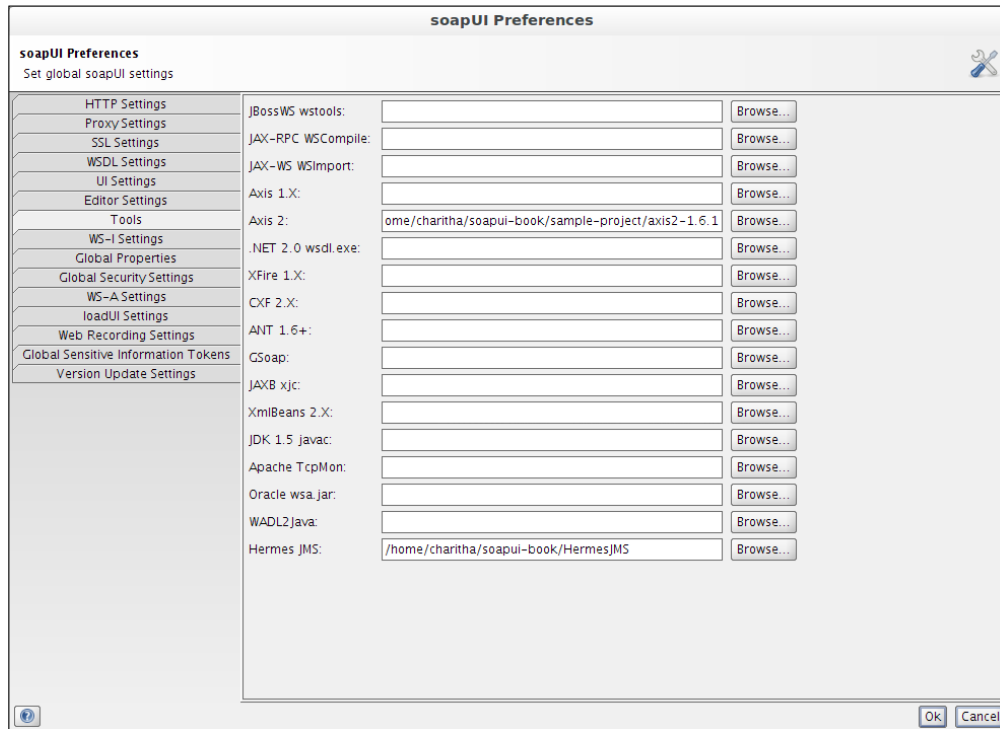 soapUI Preferences
soapUI Preferences
Set global soapUI settings
HTTP Settings
Proxy Settings
SSL Settings
WSDL Settings
UI Settings
Editor Settings
Tools
WS-I Settings
Global Properties
Global Security Settings
WS-A Settings
loadUI Settings
Web Recording Settings
Global Sensitive Information Tokens
Version Update Settings
JBossWS wstools: Browse...
JAX-RPC WSCompile: Browse...
JAX-WS WSImport: Browse...
Axis 1.X: Browse...
Axis 2: ome/charitha/soapui-book/sample-project/axis2-1.6.1 Browse...
.NET 2.0 wsdl.exe: Browse...
XFire 1.X: Browse...
CXF 2.X: Browse...
ANT 1.6+: Browse...
GSoap: Browse...
JAXB xjc: Browse...
XmlBeans 2.X: Browse...
JDK 1.5 javac: Browse...
Apache TcpMon: Browse...
Oracle wsa.jar: Browse...
WADL2Java: Browse...
Hermes JMS: /home/charitha/soapui-book/HermesJMS Browse...
?
Ok Cancel